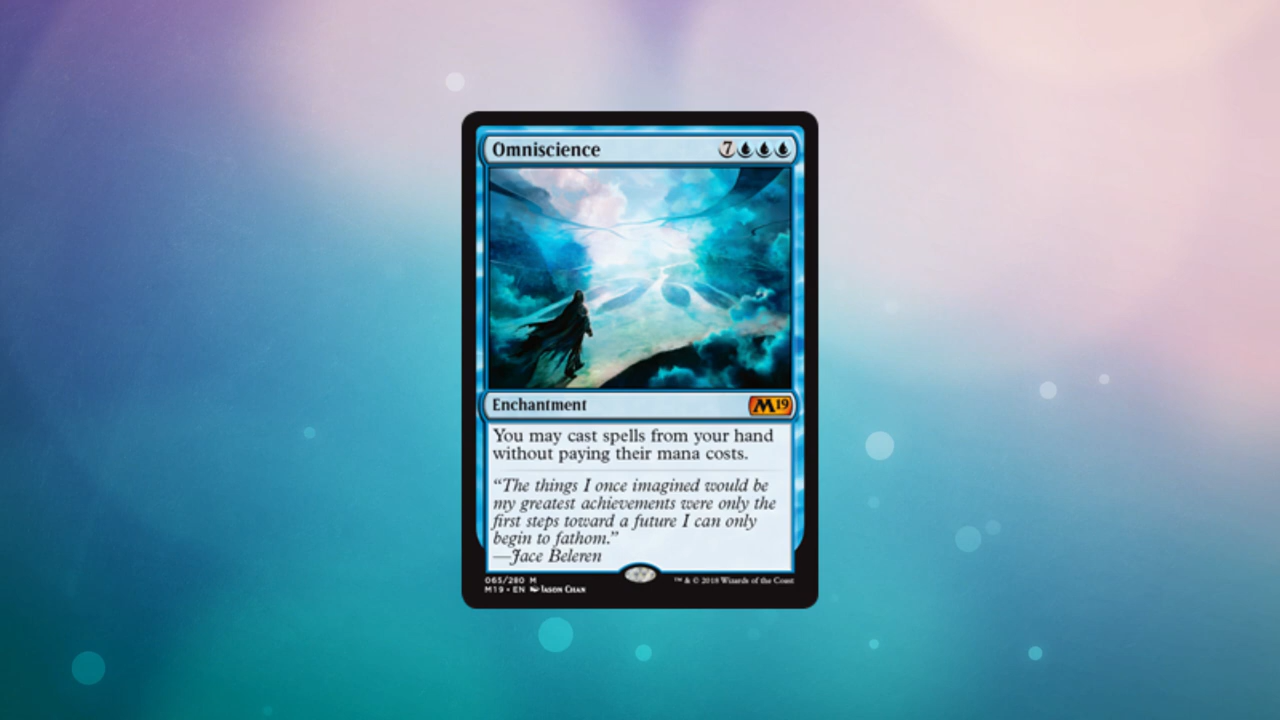 Omniscience 7
Enchantment M19
You may cast spells from your hand
without paying their mana costs.
“The things I once imagined would be
my greatest achievements were only the
first steps toward a future I can only
begin to fathom.”
—Jace Beleren
065/280 M
M19 • EN Jason Chan
™ & © 2018 Wizards of the Coast